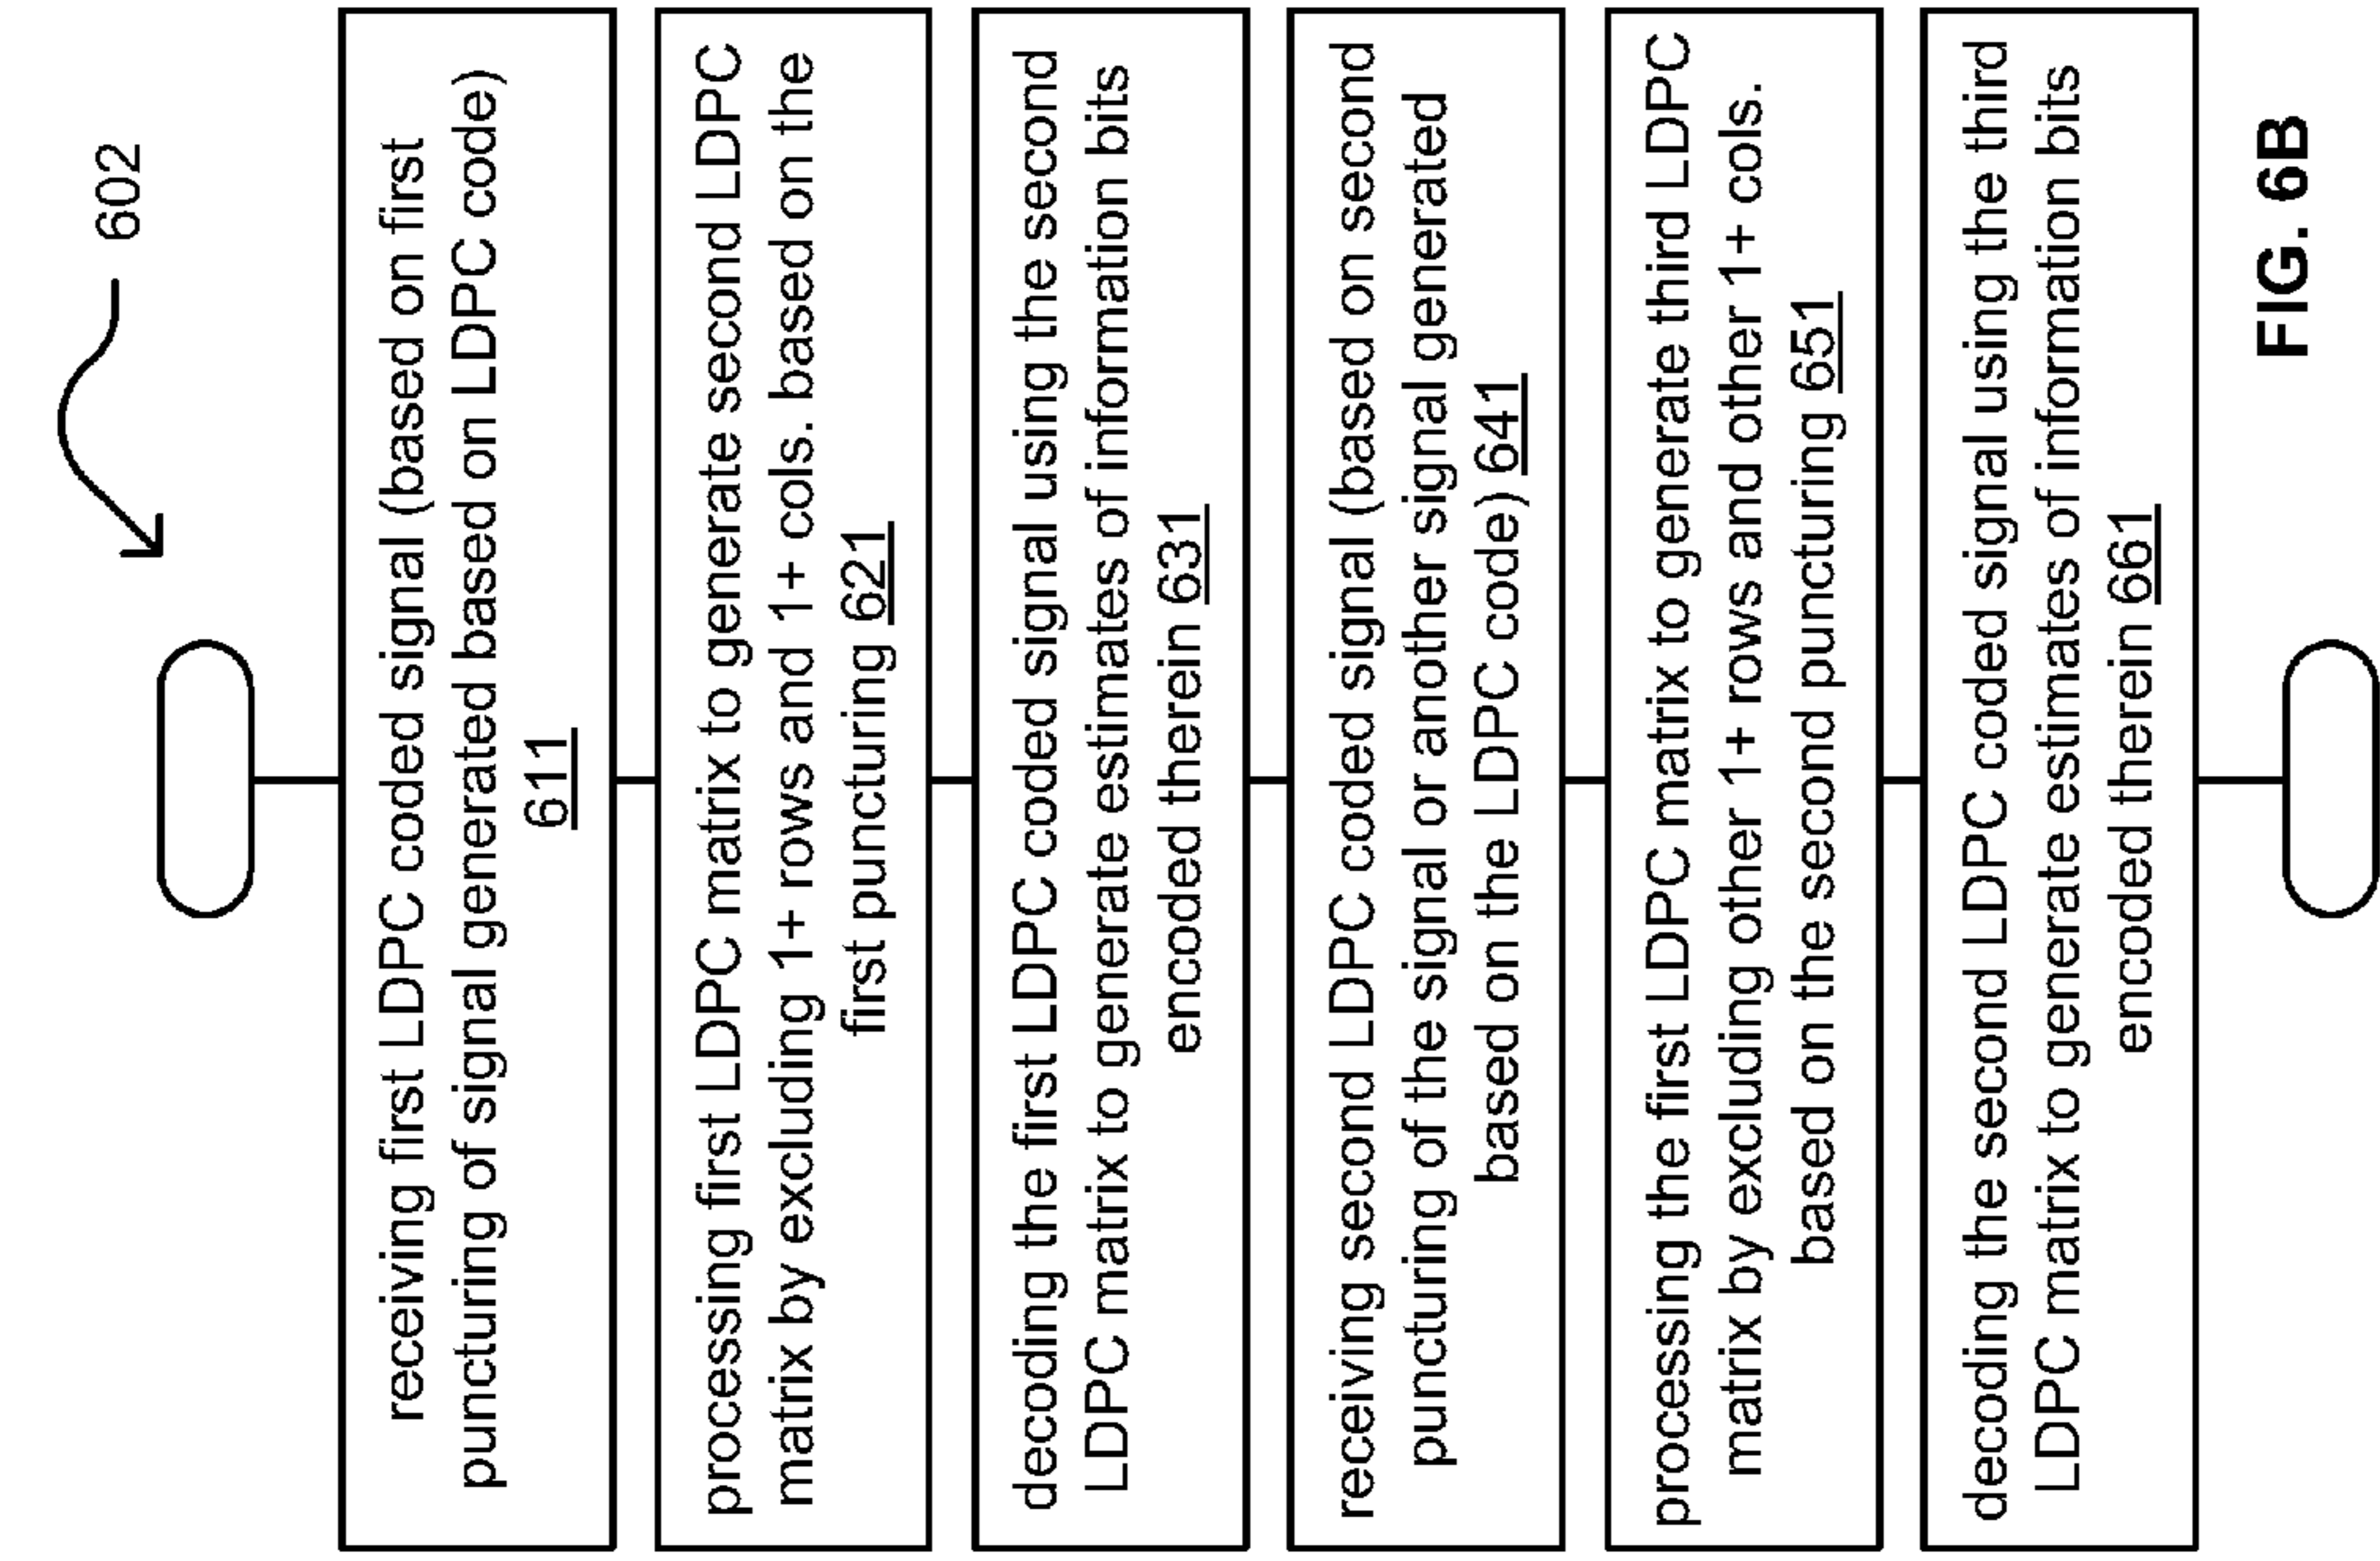 602
receiving first LDPC coded signal (based on first
puncturing of signal generated based on LDPC code)
611
processing first LDPC matrix to generate second LDPC
matrix by excluding 1+ rows and 1+ cols. based on the
first puncturing 621
decoding the first LDPC coded signal using the second
LDPC matrix to generate estimates of information bits
encoded therein 631
receiving second LDPC coded signal (based on second
puncturing of the signal or another signal generated
based on the LDPC code) 641
processing the first LDPC matrix to generate third LDPC
matrix by excluding other 1+ rows and other 1+ cols.
based on the second puncturing 651
decoding the second LDPC coded signal using the third
LDPC matrix to generate estimates of information bits
encoded therein 661
FIG. 6B